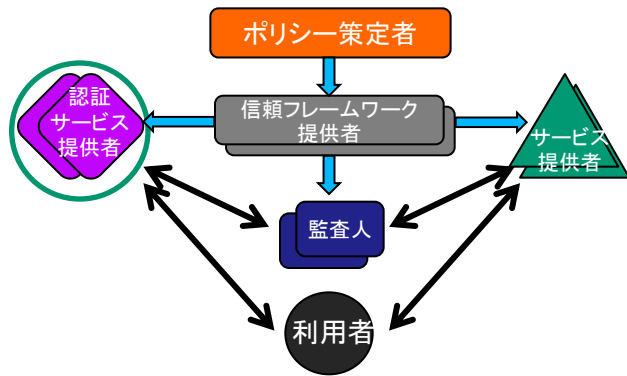 ポリシー策定者
信頼フレームワーク
提供者
認証
サービス
提供者
サービス
提供者
監査人
利用者